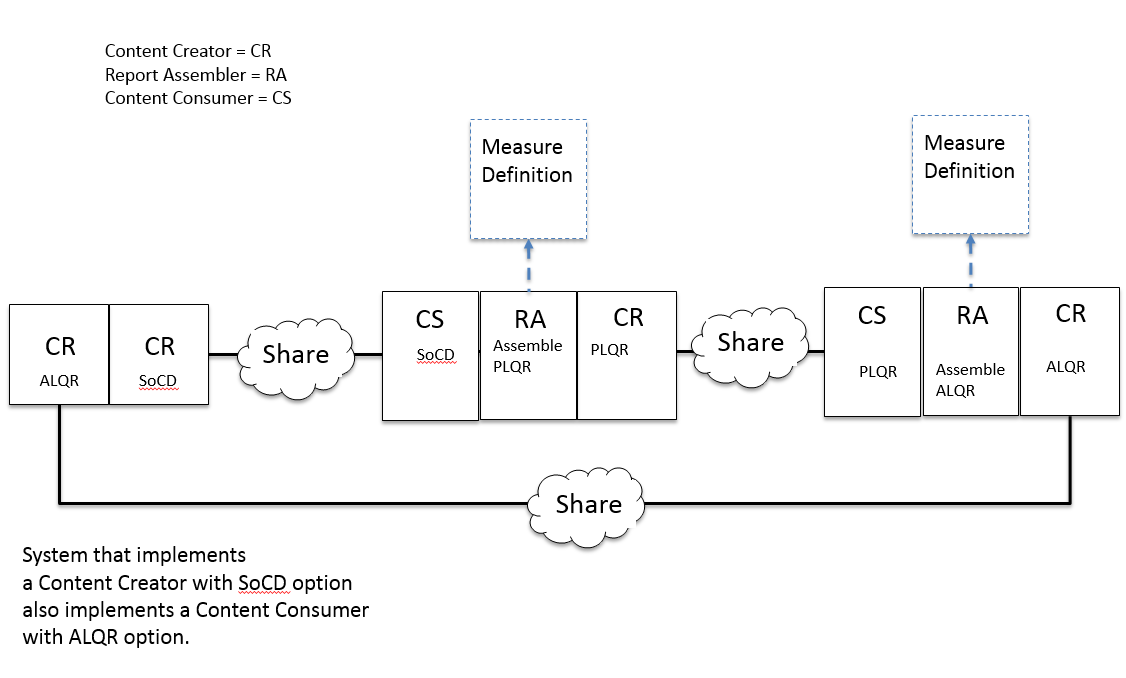 Content Creator = CR
Report Assembler = RA
Content Consumer = CS
Measure
Definition
Measure
Definition
CR
ALQR
CR
SoCD
Share
CS
SoCD
RA
Assemble
PLQR
CR
PLQR
Share
CS
PLQR
RA
Assemble
ALQR
CR
ALQR
Share
System that implements
a Content Creator with SoCD option
also implements a Content Consumer
with ALQR option.